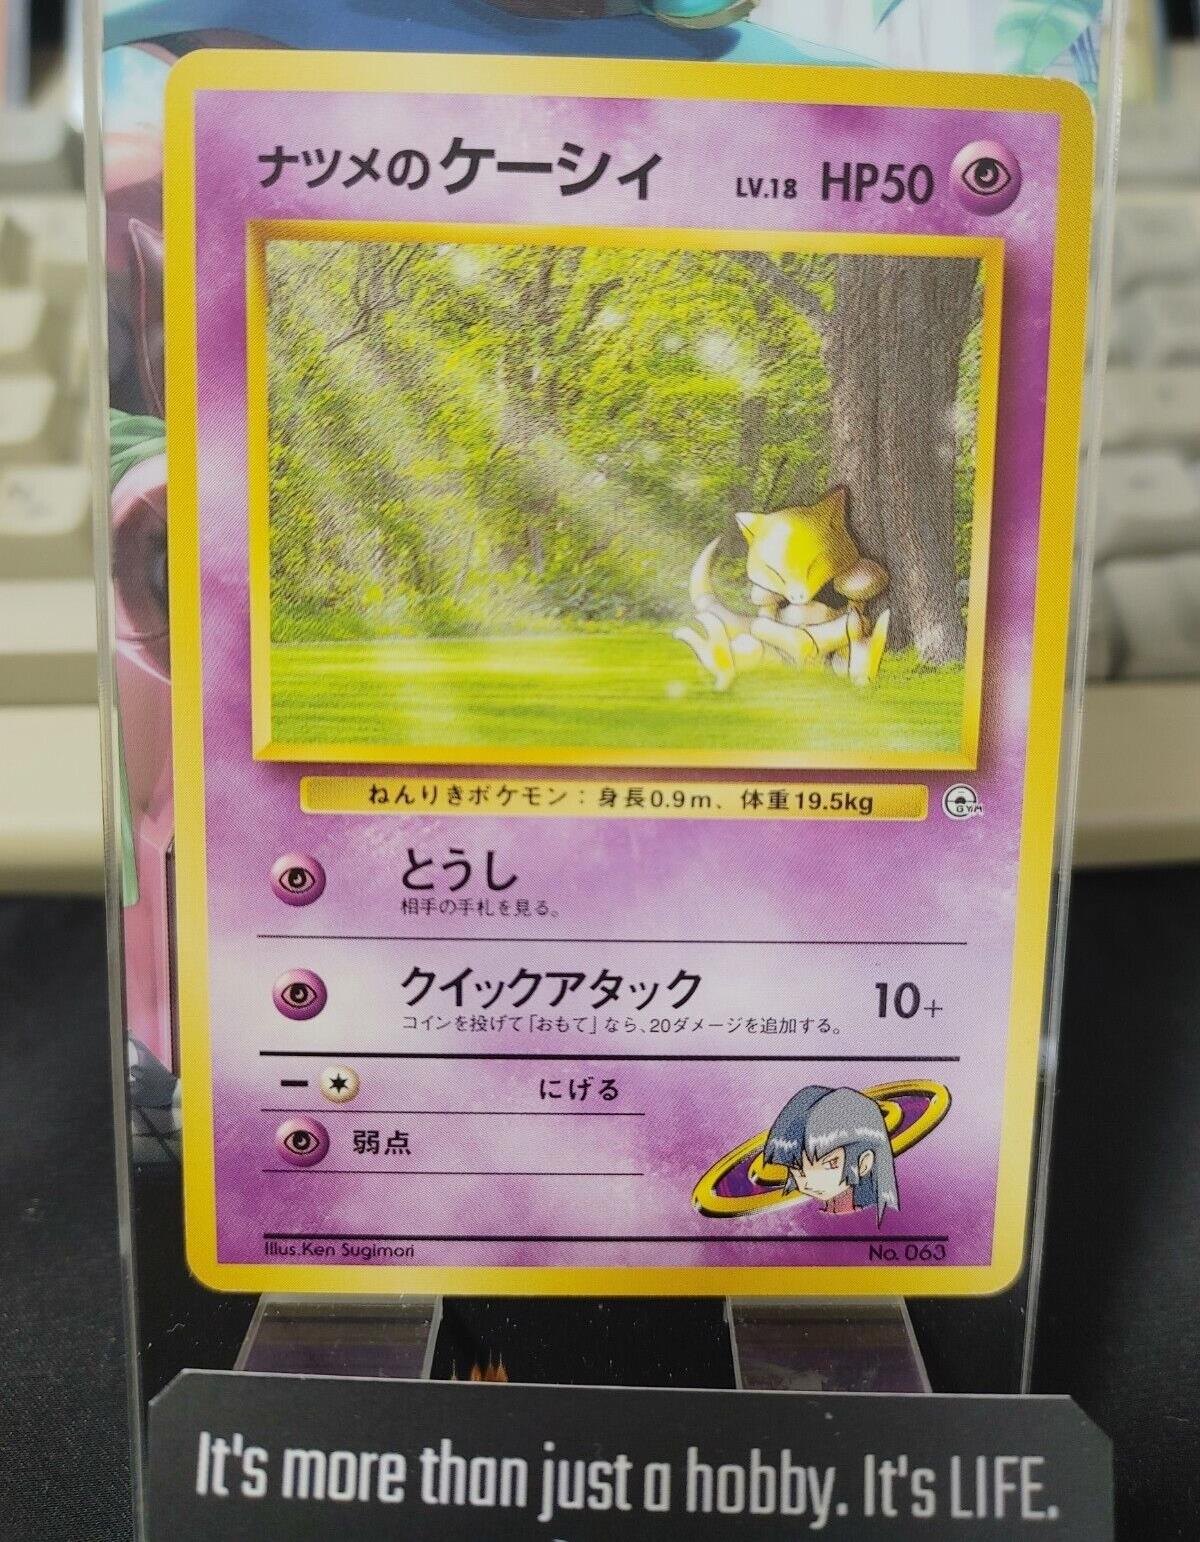 ナツメのケーシィ LV.18 HP50
ねんりきポケモン：身長0.9m、体重19.5kg
GYM
とうし
相手の手札を見る。
クイックアタック 10+
コインを投げて「おもて」なら、20ダメージを追加する。
ー にげる
弱点
Illus.Ken Sugimori No. 063
It's more than just a hobby. It's LIFE.